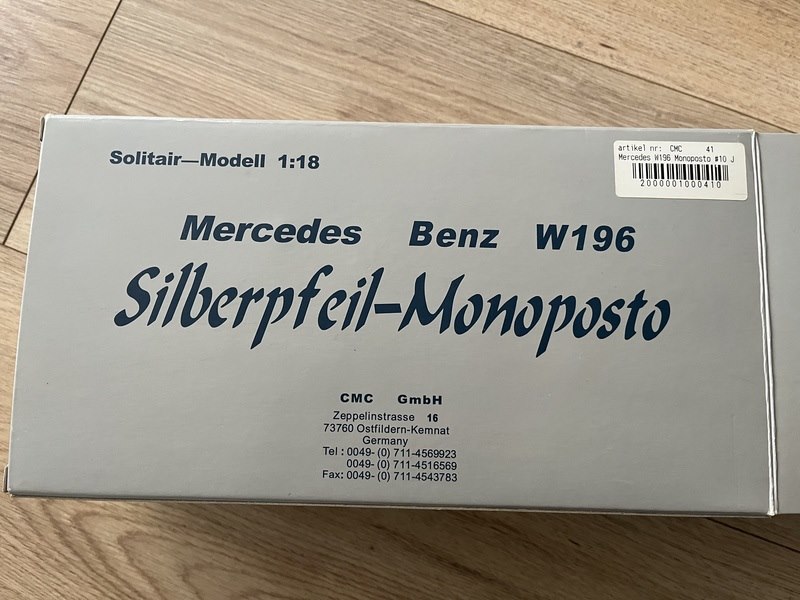 Solitair—Modell 1:18
artikel nr: CMC 41
Mercedes W196 Monoposto #10 J
2000001000410
Mercedes Benz W196
Silberpfeil-Monoposto
CMC GmbH
Zeppelinstrasse 16
73760 Ostfildern-Kemnat
Germany
Tel : 0049- (0) 711-4569923
0049- (0) 711-4516569
Fax: 0049- (0) 711-4543783